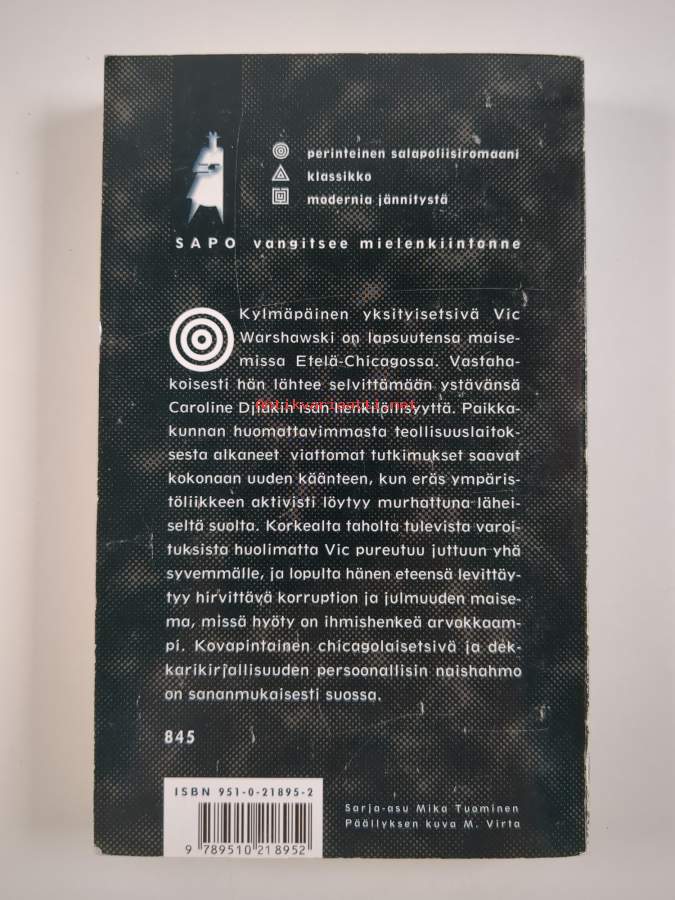 perinteinen salapoliisiromaani
klassikko
modernia jännitystä
SAPO vangitsee mielenkiintonne
Kylmäpäinen yksityisetsivä Vic
Warshawski on lapsuutensa maise-
missa Etelä-Chicagossa. Vastaha-
koisesti hän lähtee selvittämään ystävänsä
Caroline Djiakin isän henkilöllisyyttä. Paikka-
kunnan huomattavimmasta teollisuuslaitok-
sesta alkaneet viattomat tutkimukset saavat
kokonaan uuden käänteen, kun eräs ympäris-
töliikkeen aktivisti löytyy murhattuna lähei-
seltä suolta. Korkealta taholta tulevista varoi-
tuksista huolimatta Vic pureutuu juttuun yhä
syvemmälle, ja lopulta hänen eteensä levittäy-
tyy hirvittävä korruption ja julmuuden maise-
ma, missä hyöty on ihmishenkeä arvokkaam-
pi. Kovapintainen chicagolaisetsivä ja dek-
karikirjallisuuden persoonallisin naishahmo
on sananmukaisesti suossa.
845
ISBN 951-0-21895-2
9 789510 218952
Sarja-asu Mika Tuominen
Päällyksen kuva M. Virta